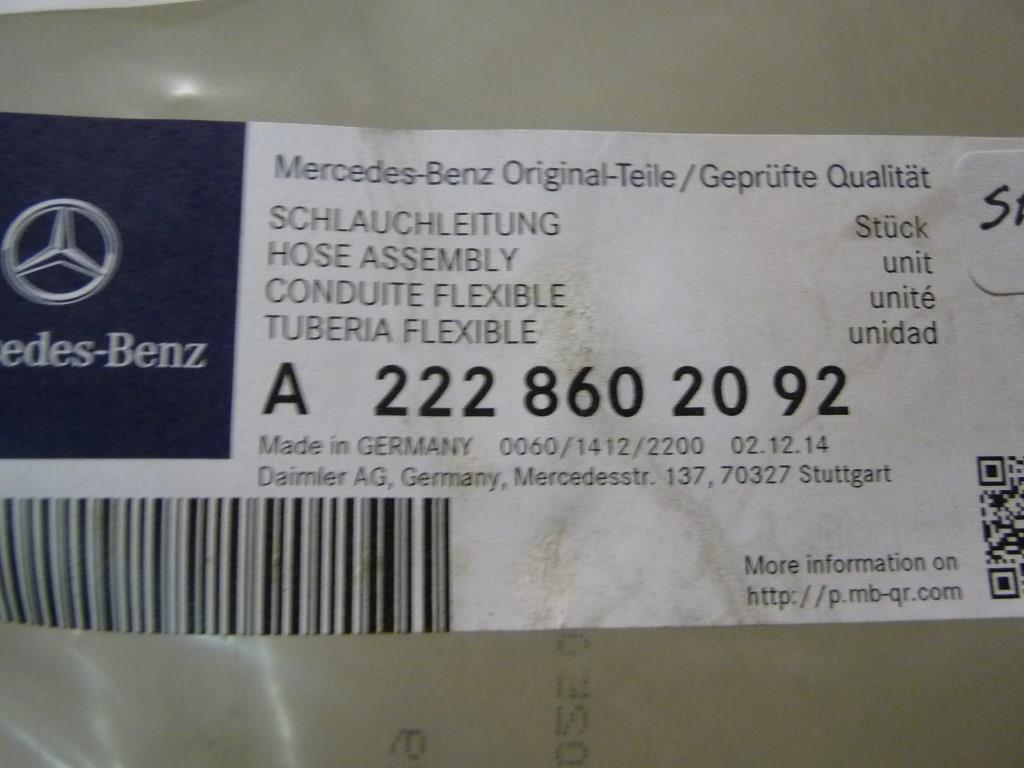 Mercedes-Benz Original-Teile/Geprüfte Qualität
SCHLAUCHLEITUNG Stück
HOSE ASSEMBLY unit
CONDUITE FLEXIBLE unité
TUBERIA FLEXIBLE unidad
edes-Benz
A 222 860 20 92
Made in GERMANY 0060/1412/2200 02.12.14
Daimler AG, Germany, Mercedesstr. 137, 70327 Stuttgart
More information on
http://p.mb-qr.com